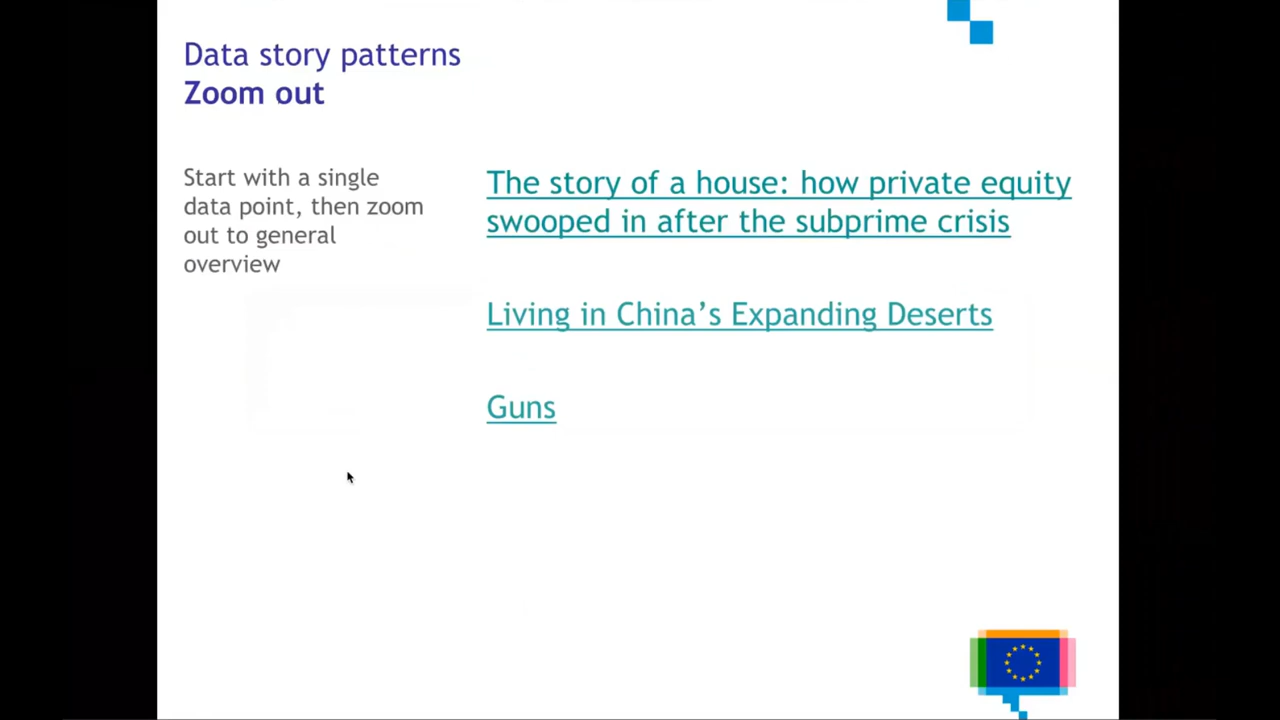 Data story patterns
Zoom out
Start with a single
data point, then zoom
out to general
overview
The story of a house: how private equity
swooped in after the subprime crisis
Living in China’s Expanding Deserts
Guns